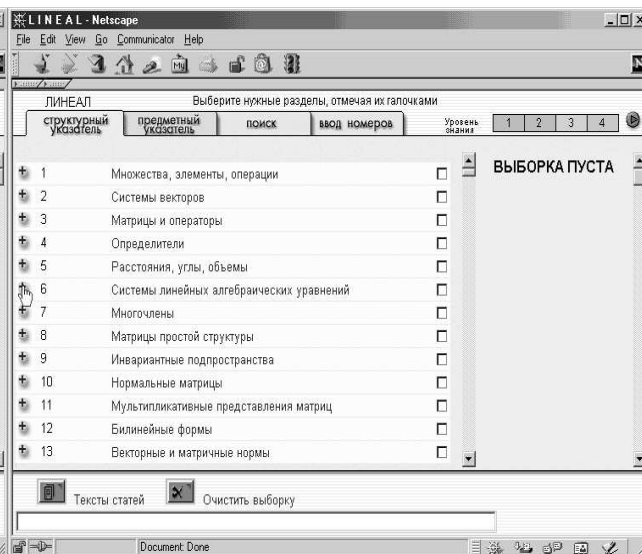 LINEAL - Netscape
File Edit View Go Communicator Help
My
ЛИНЕАЛ Выберите нужные разделы, отмечая их галочками
структурный указатель предметный указатель поиск ввод номеров Уровень знания 1 2 3 4
ВЫБОРКА ПУСТА
1 Множества, элементы, операции
2 Системы векторов
3 Матрицы и операторы
4 Определители
5 Расстояния, углы, объемы
6 Системы линейных алгебраических уравнений
7 Многочлены
8 Матрицы простой структуры
9 Инвариантные подпространства
10 Нормальные матрицы
11 Мультипликативные представления матриц
12 Билинейные формы
13 Векторные и матричные нормы
Тексты статей Очистить выборку
Document: Done